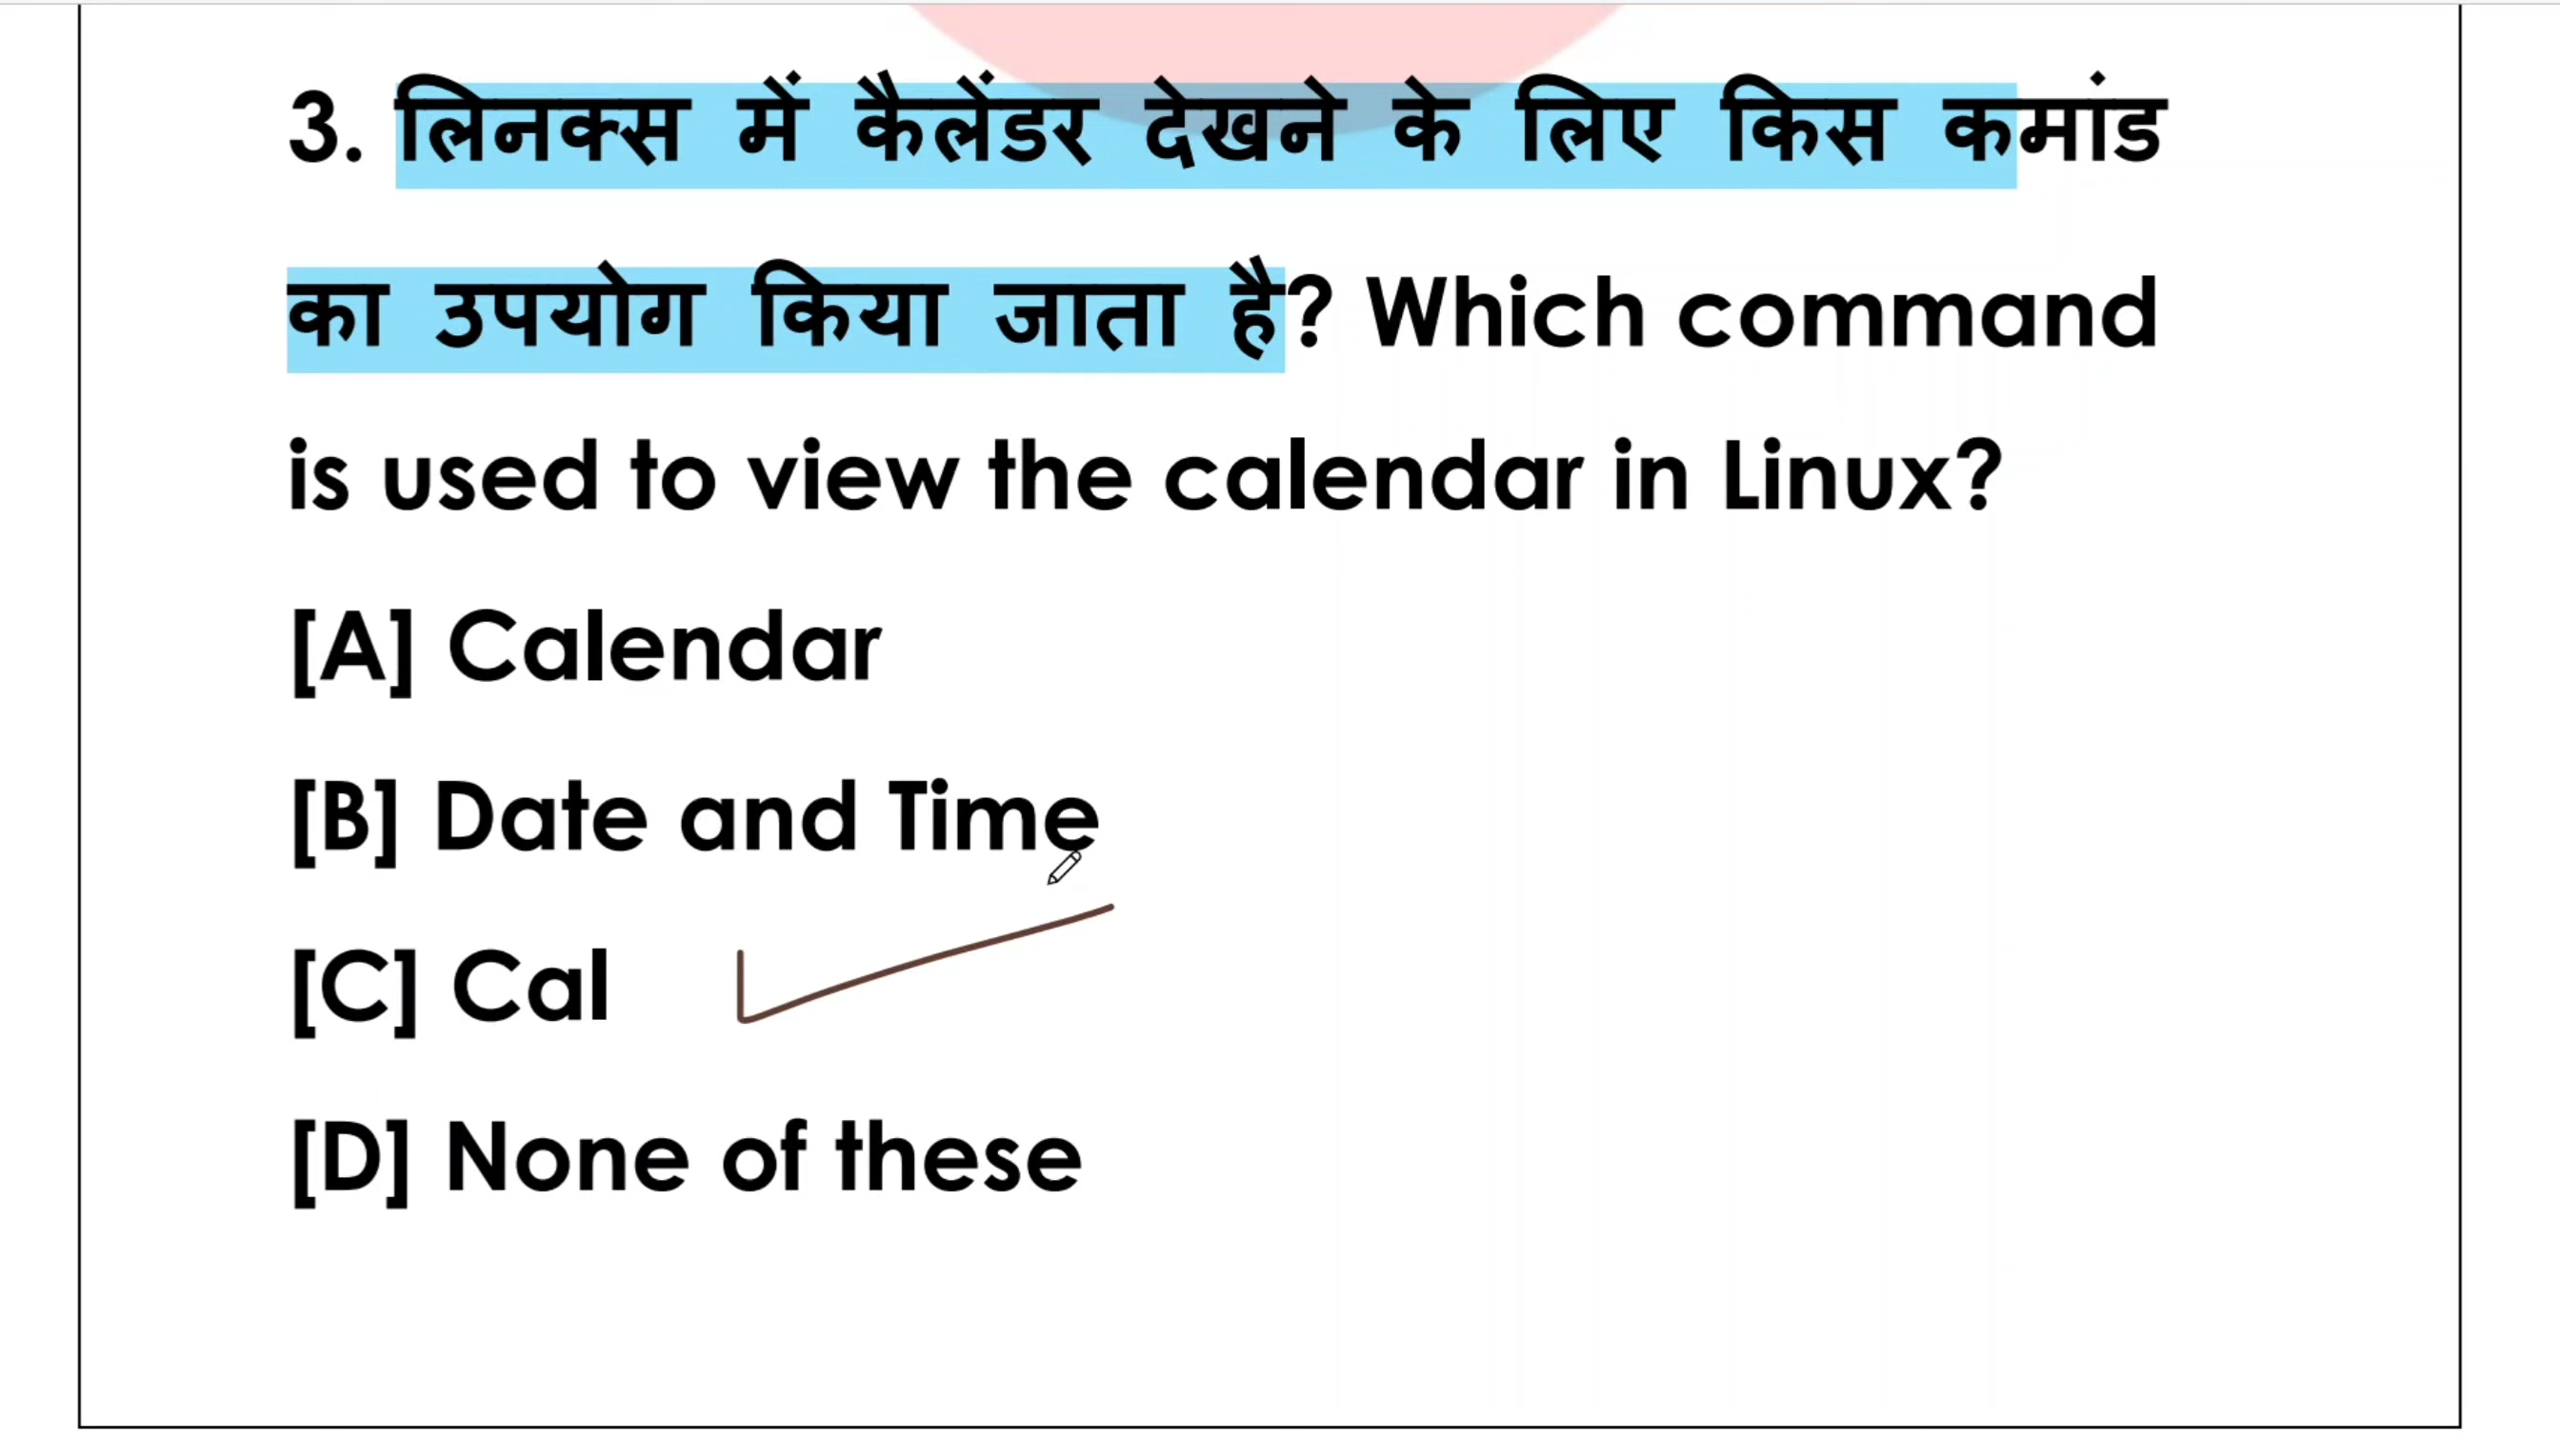 3. लिनक्स में कैलेंडर देखने के लिए किस कमांड
का उपयोग किया जाता है? Which command
is used to view the calendar in Linux?
[A] Calendar
[B] Date and Time
[C] Cal
[D] None of these